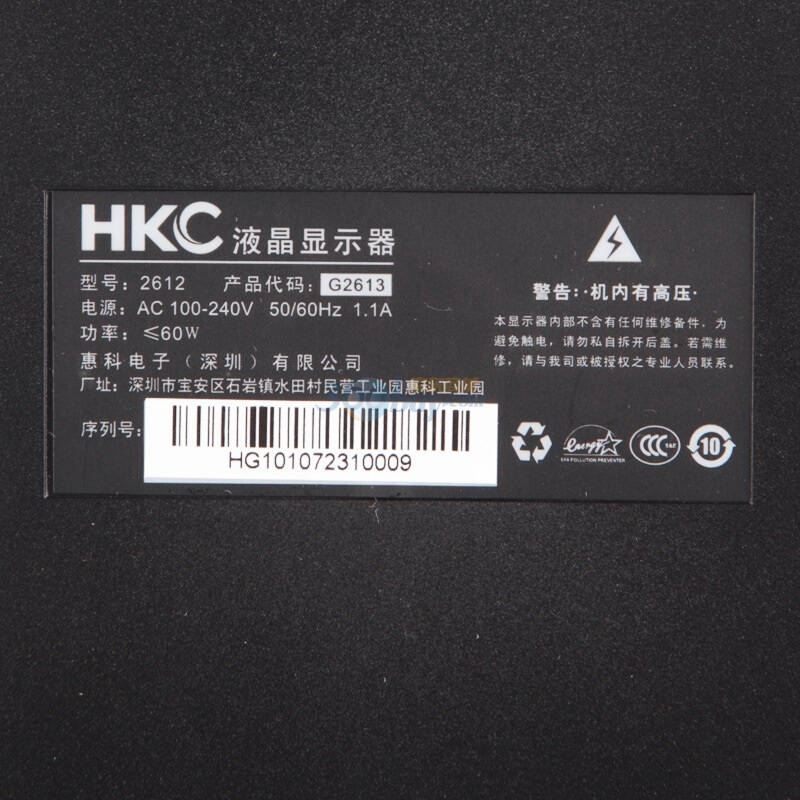 HKC 液晶显示器
型号: 2612 产品代码: G2613
电源: AC 100-240V 50/60Hz 1.1A
功率: ≤60W
惠科电子（深圳）有限公司
厂址: 深圳市宝安区石岩镇水田村民营工业园惠科工业园
序列号:
HG101072310009
警告:·机内有高压·
本显示器内部不含有任何维修备件，为
避免触电，请勿私自拆开后盖。若需维
修，请与我司或被授权之专业人员联系。
energy
EPA POLLUTION PREVENTER
CCC
10